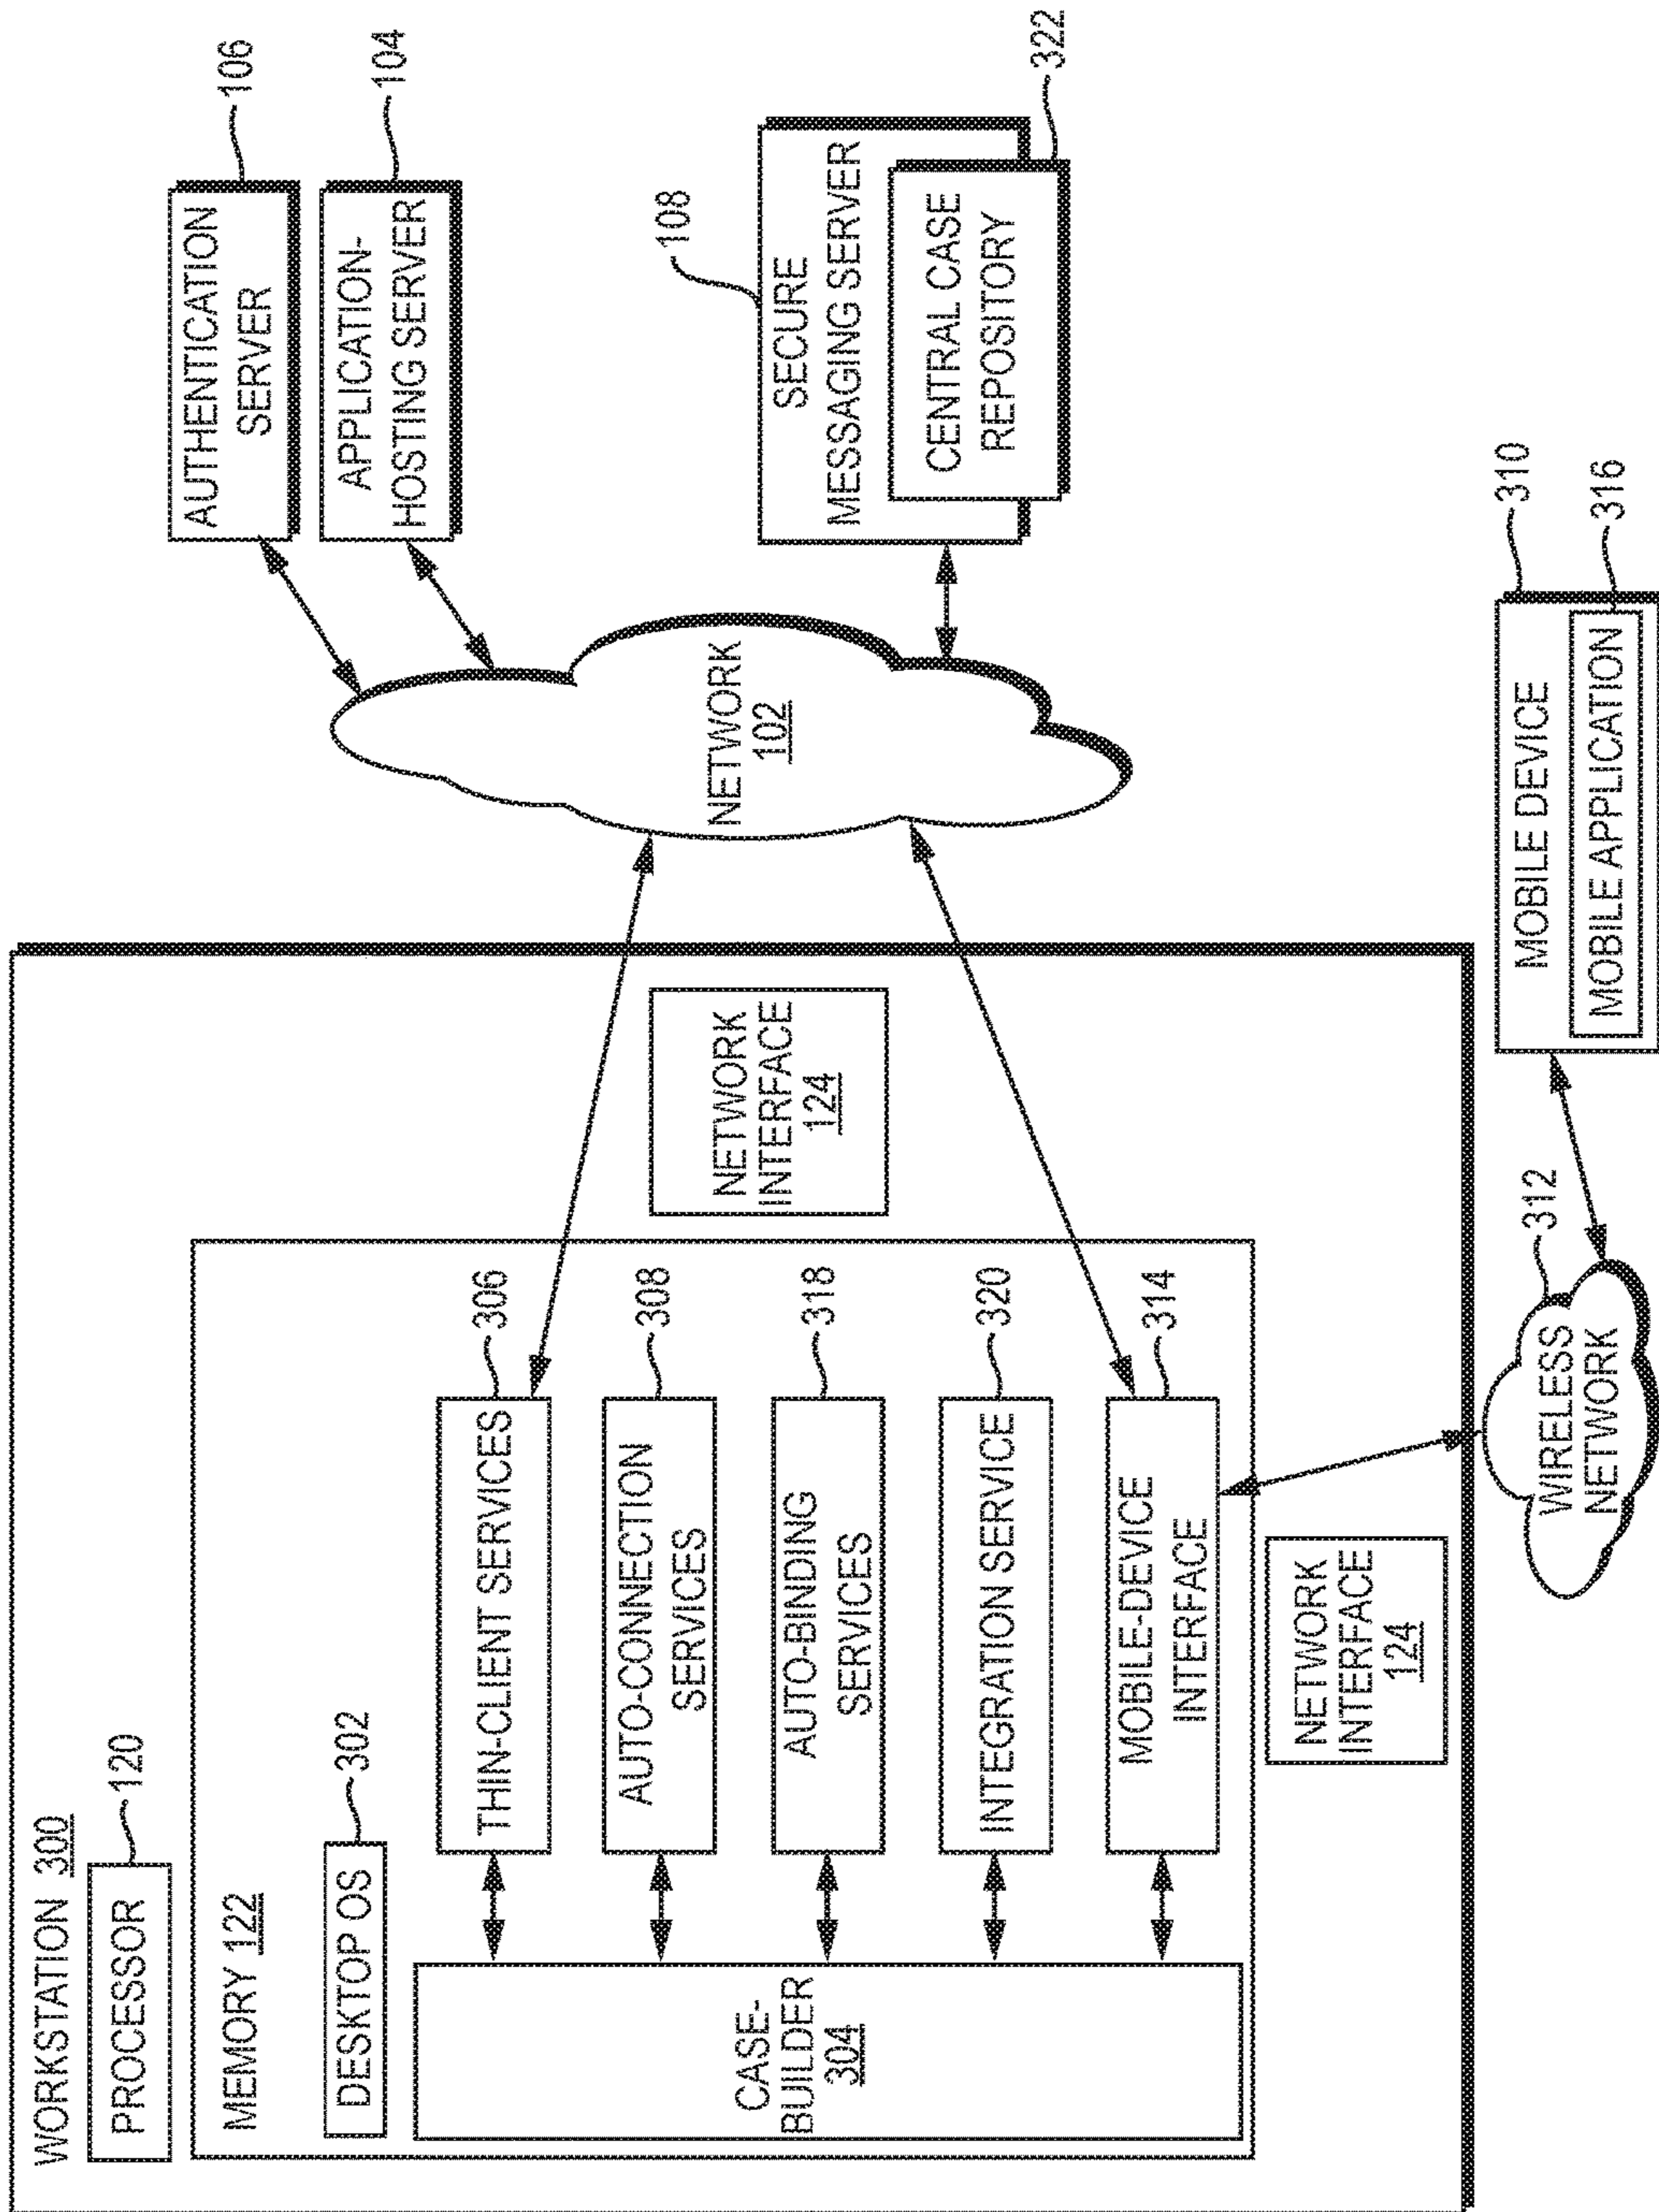 WORKSTATION 300
PROCESSOR
120
MEMORY 122
DESKTOP OS
302
CASE-
BUILDER
304
THIN-CLIENT SERVICES
306
AUTO-CONNECTION
SERVICES
308
AUTO-BINDING
SERVICES
318
INTEGRATION SERVICE
320
MOBILE-DEVICE
INTERFACE
314
NETWORK
INTERFACE
124
NETWORK
INTERFACE
124
NETWORK
102
AUTHENTICATION
SERVER
106
APPLICATION-
HOSTING SERVER
104
108
SECURE
MESSAGING SERVER
CENTRAL CASE
REPOSITORY
322
WIRELESS
NETWORK
312
MOBILE DEVICE
310
MOBILE APPLICATION
316